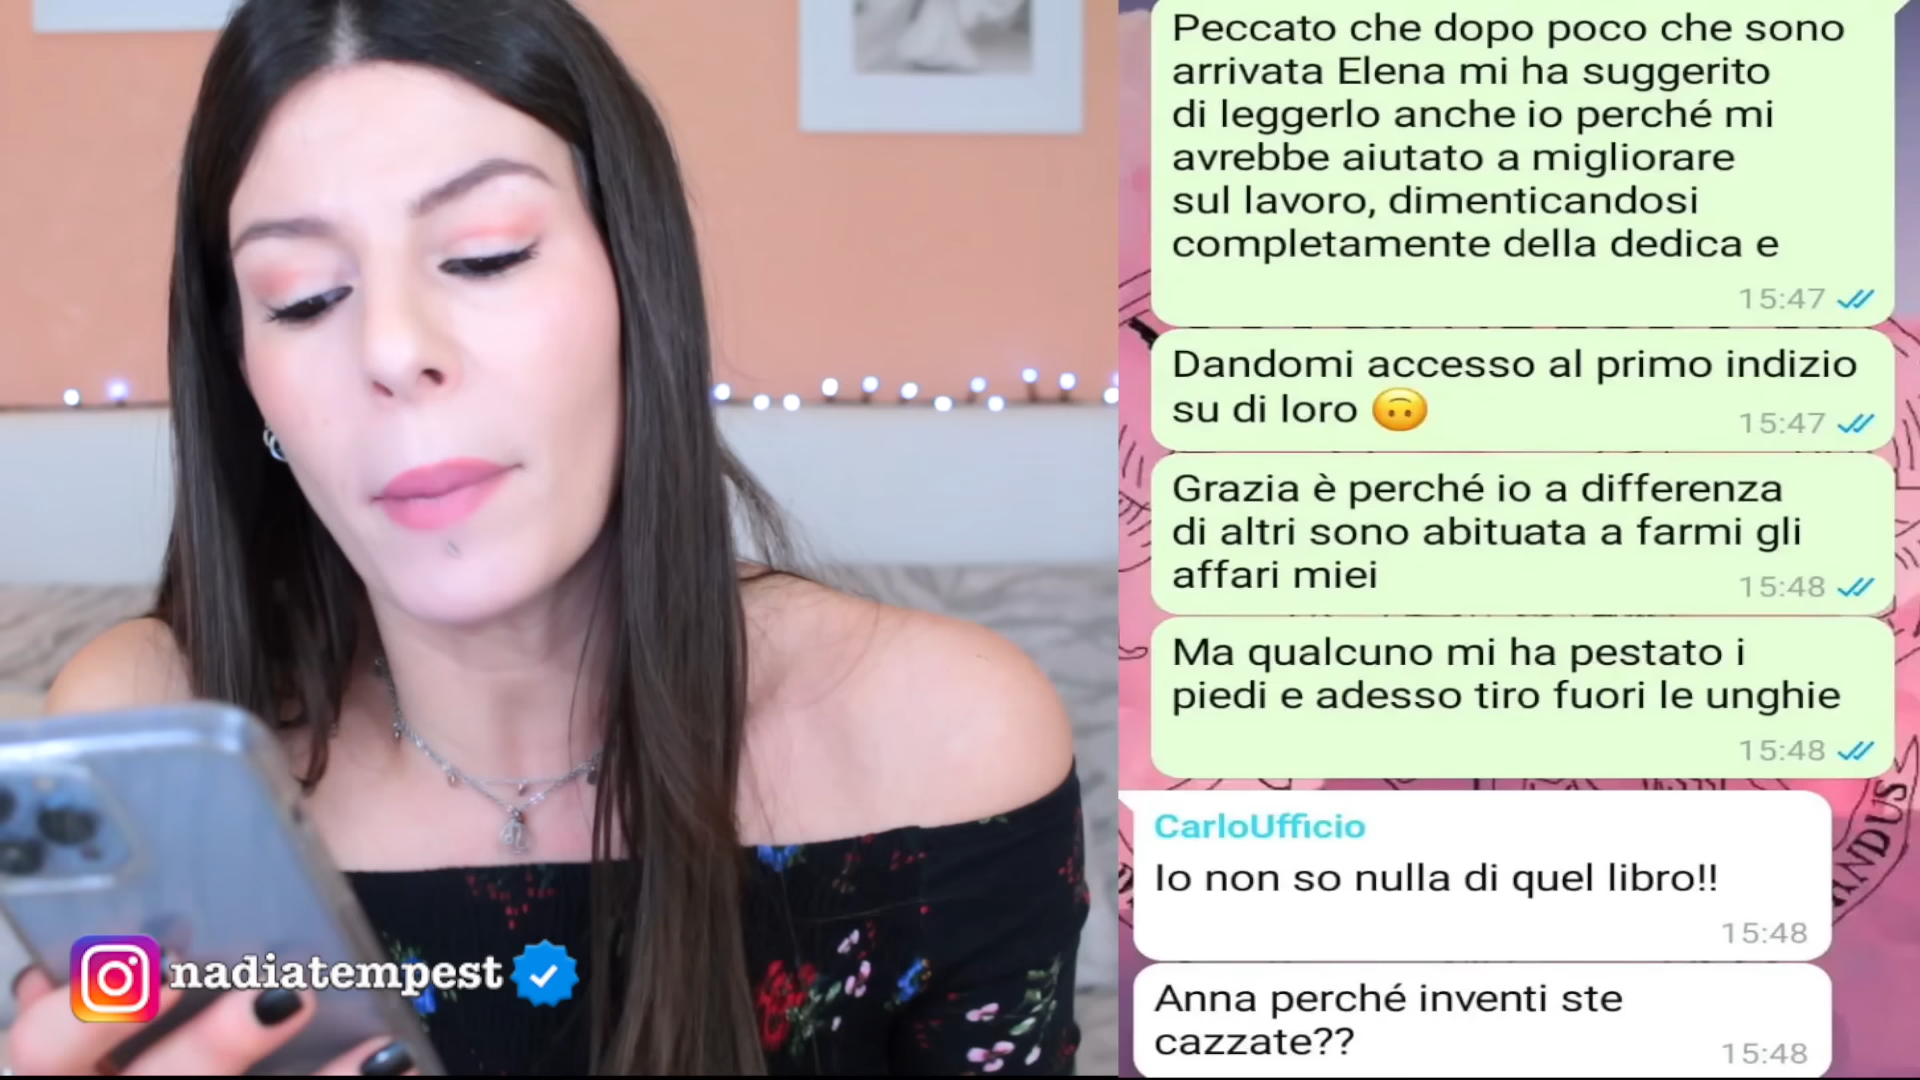 Peccato che dopo poco che sono
arrivata Elena mi ha suggerito
di leggerlo anche io perché mi
avrebbe aiutato a migliorare
sul lavoro, dimenticandosi
completamente della dedica e
15:47
Dandomi accesso al primo indizio
su di loro 🙃
15:47
Grazia è perché io a differenza
di altri sono abituata a farmi gli
affari miei
15:48
Ma qualcuno mi ha pestato i
piedi e adesso tiro fuori le unghie
15:48
CarloUfficio
Io non so nulla di quel libro!!
15:48
Anna perché inventi ste
cazzate??
15:48
nadiatempest